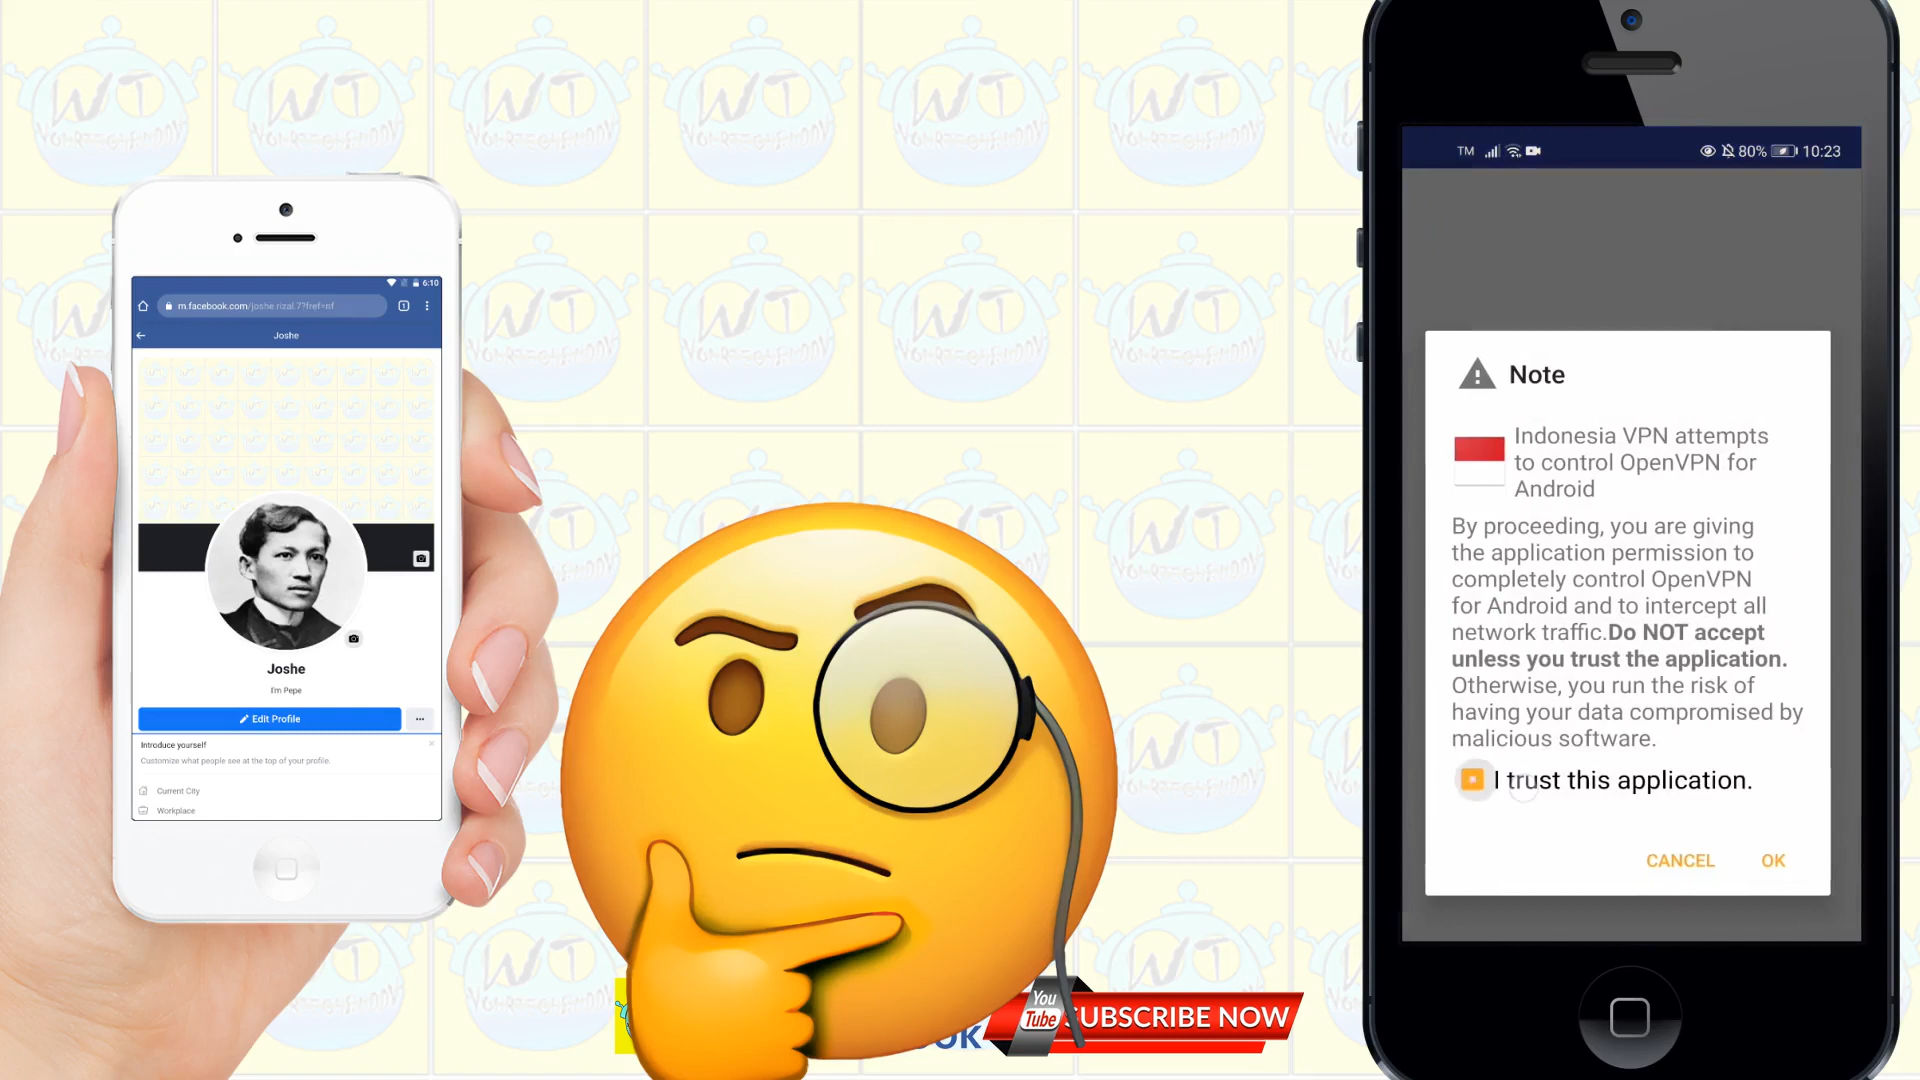 6:10
m.facebook.com/joshe.rizal.7?fref=nf
1
Joshe
Joshe
I'm Pepe
Edit Profile
Introduce yourself
Customize what people see at the top of your profile.
Current City
Workplace
WT
OK
You
Tube
SUBSCRIBE NOW
TM
80%
10:23
Note
Indonesia VPN attempts
to control OpenVPN for
Android
By proceeding, you are giving
the application permission to
completely control OpenVPN
for Android and to intercept all
network traffic.Do NOT accept
unless you trust the application.
Otherwise, you run the risk of
having your data compromised by
malicious software.
I trust this application.
CANCEL
OK